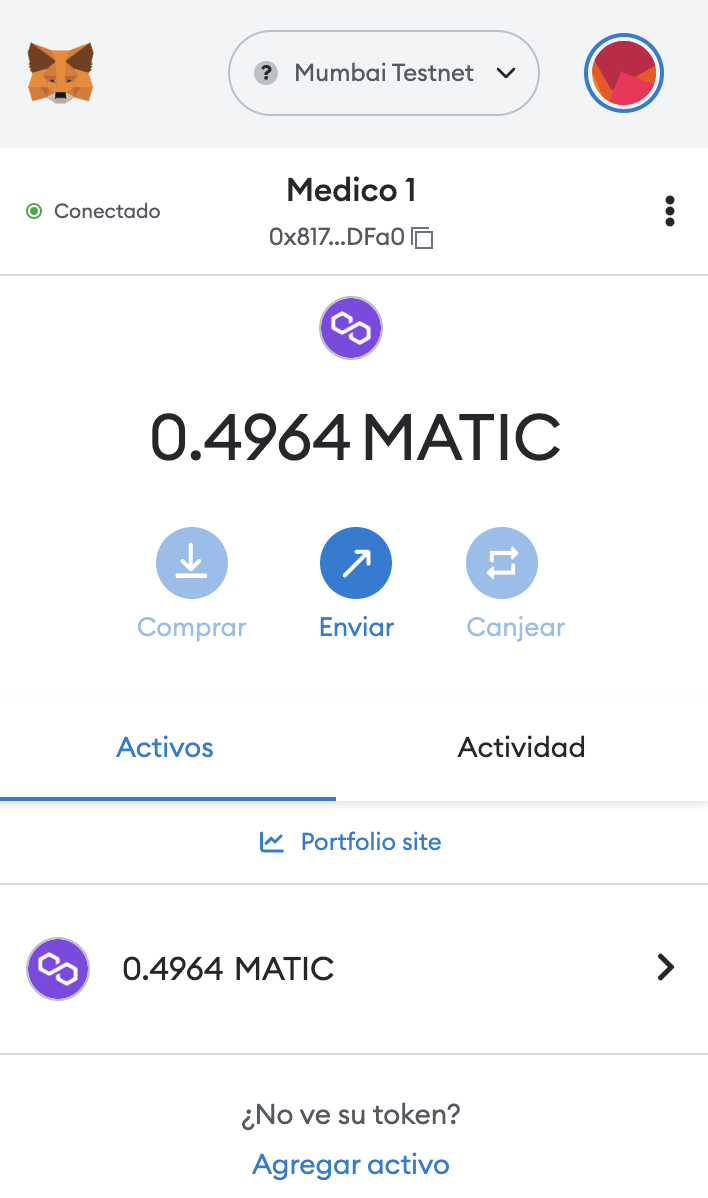 ? Mumbai Testnet
Conectado
Medico 1
0x817...DFa0
0.4964 MATIC
Comprar
Enviar
Canjear
Activos
Actividad
Portfolio site
0.4964 MATIC
¿No ve su token?
Agregar activo